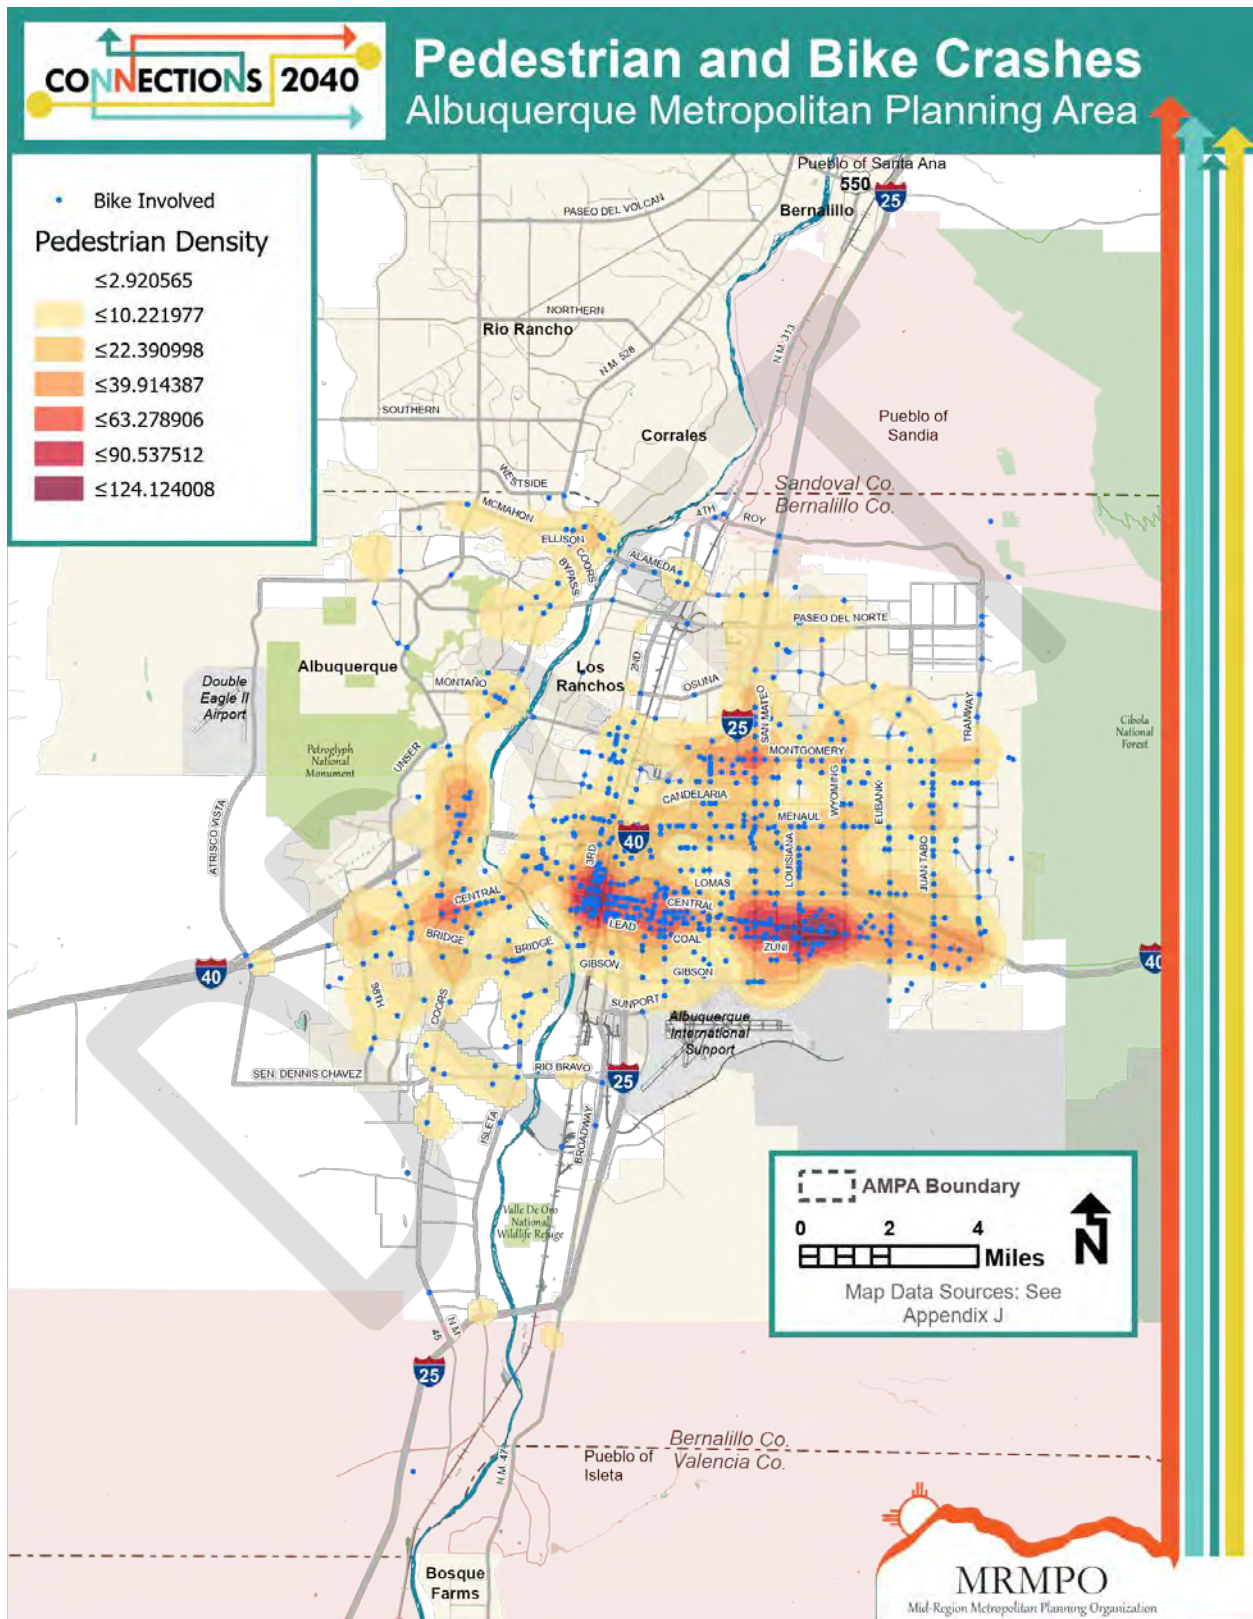 CONNECTIONS 2040
Pedestrian and Bike Crashes
Albuquerque Metropolitan Planning Area
Bike Involved
Pedestrian Density
≤2.920565
≤10.221977
≤22.390998
≤39.914387
≤63.278906
≤90.537512
≤124.124008
Pueblo of Santa Ana
550
25
Bernalillo
PASEO DEL VOLCAN
NORTHERN
Rio Rancho
N.M. 528
N.M. 313
SOUTHERN
Corrales
Pueblo of
Sandia
WESTSIDE
Sandoval Co.
Bernalillo Co.
MCMAHON
4TH
ROY
ELLISON
COORS
BYPASS
ALAMEDA
PASEO DEL NORTE
Albuquerque
Los
Ranchos
2ND
Double
Eagle II
Airport
MONTAÑO
OSUNA
SAN MATEO
TRAMWAY
25
Cibola
National
Forest
Petroglyph
National
Monument
UNSER
MONTGOMERY
WYOMING
EUBANK
CANDELARIA
MENAUL
ATRISCO VISTA
40
3RD
LOUISIANA
JUAN TABO
LOMAS
CENTRAL
CENTRAL
LEAD
COAL
BRIDGE
BRIDGE
ZUNI
GIBSON
GIBSON
40
40
98TH
COORS
SUNPORT
Albuquerque
International
Sunport
SEN. DENNIS CHAVEZ
RIO BRAVO
25
ISLETA
BROADWAY
Valle De Oro
National
Wildlife Refuge
AMPA Boundary
0 2 4
Miles
N
Map Data Sources: See
Appendix J
N.M.
45
25
Bernalillo Co.
Valencia Co.
Pueblo of
Isleta
N.M. 47
Bosque
Farms
DRAFT
MRMPO
Mid-Region Metropolitan Planning Organization